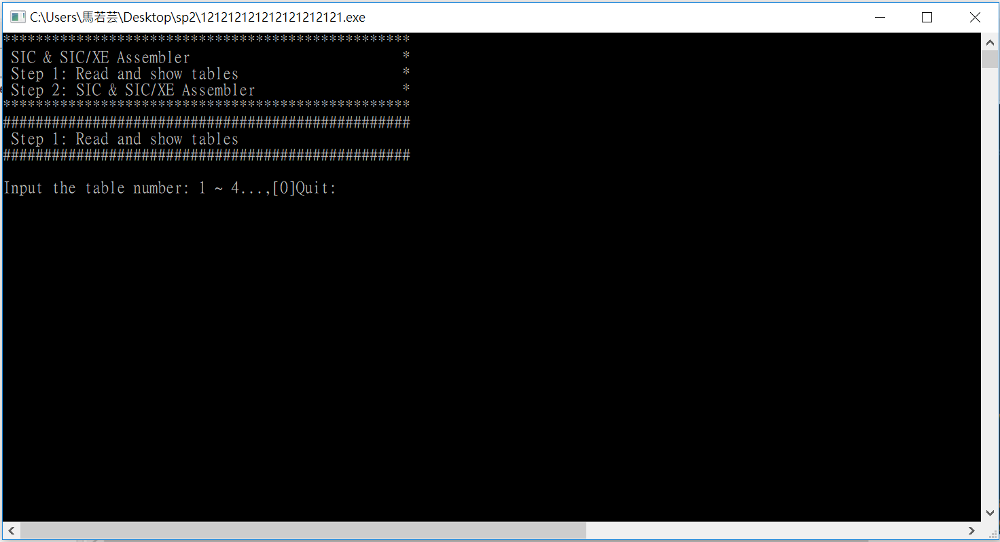 C:\Users\馬若芸\Desktop\sp2\121212121212121212121.exe
**************************************************
SIC & SIC/XE Assembler *
Step 1: Read and show tables *
Step 2: SIC & SIC/XE Assembler *
**************************************************
##################################################
Step 1: Read and show tables
##################################################
Input the table number: 1 ~ 4...,[0]Quit: